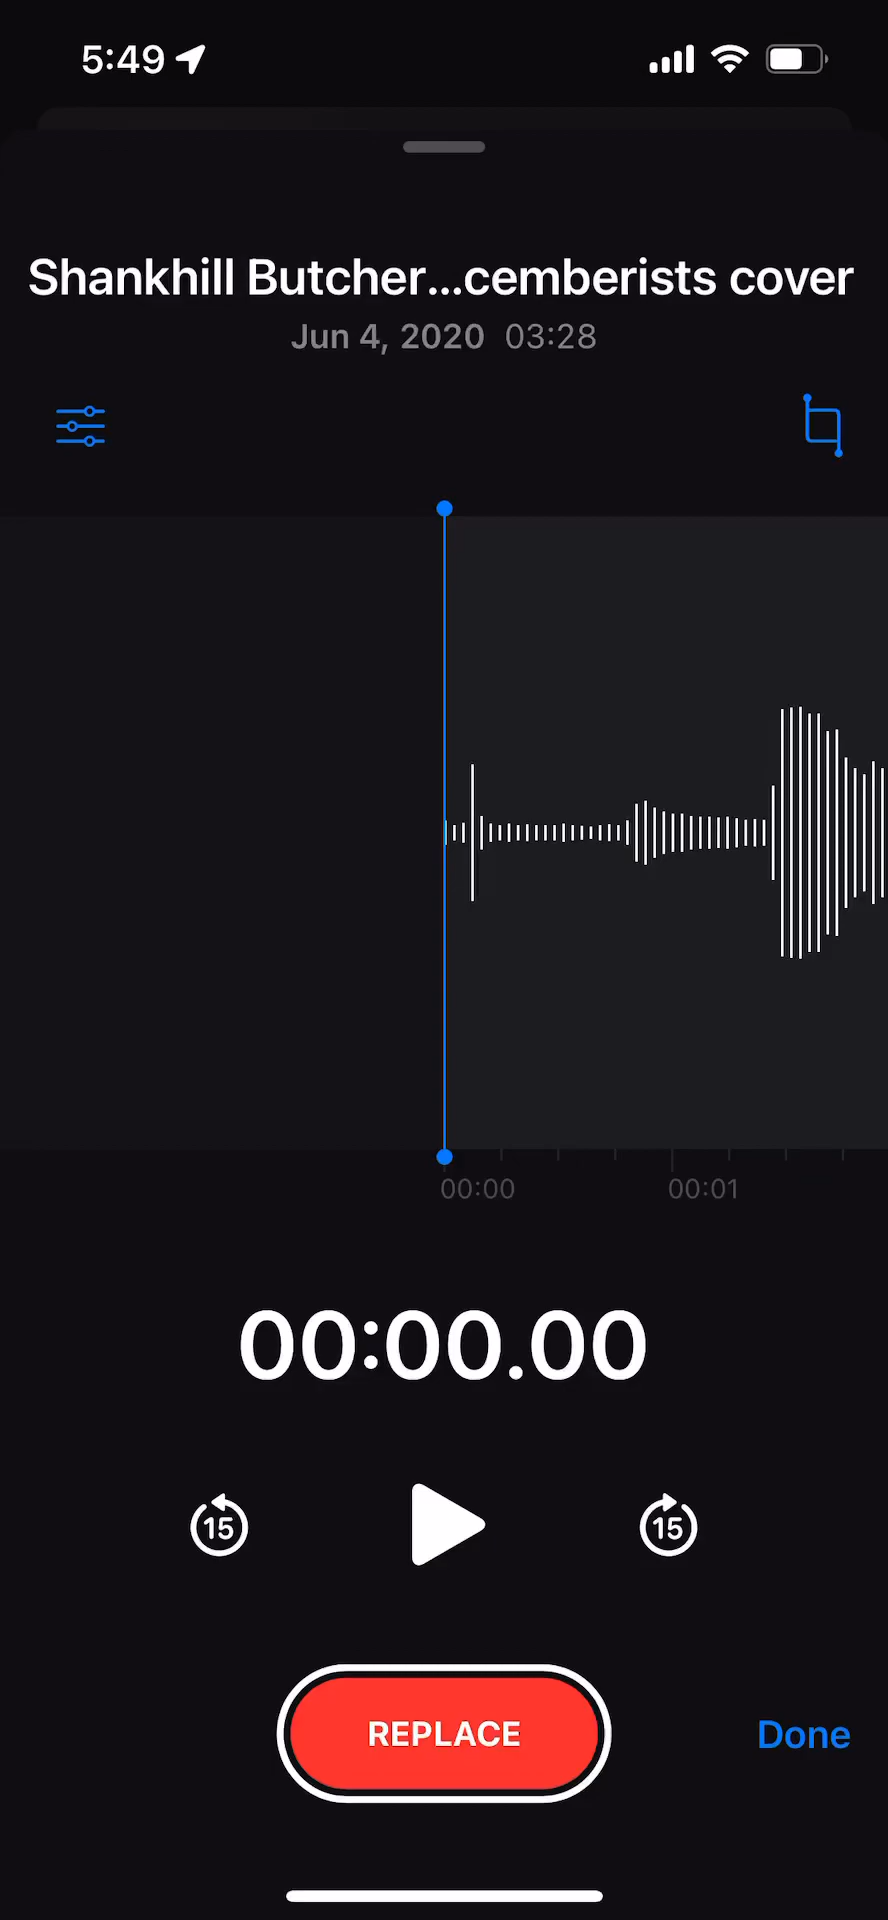 5:49
Shankhill Butcher...cemberists cover
Jun 4, 2020 03:28
00:00 00:01
00:00.00
15 15
REPLACE
Done